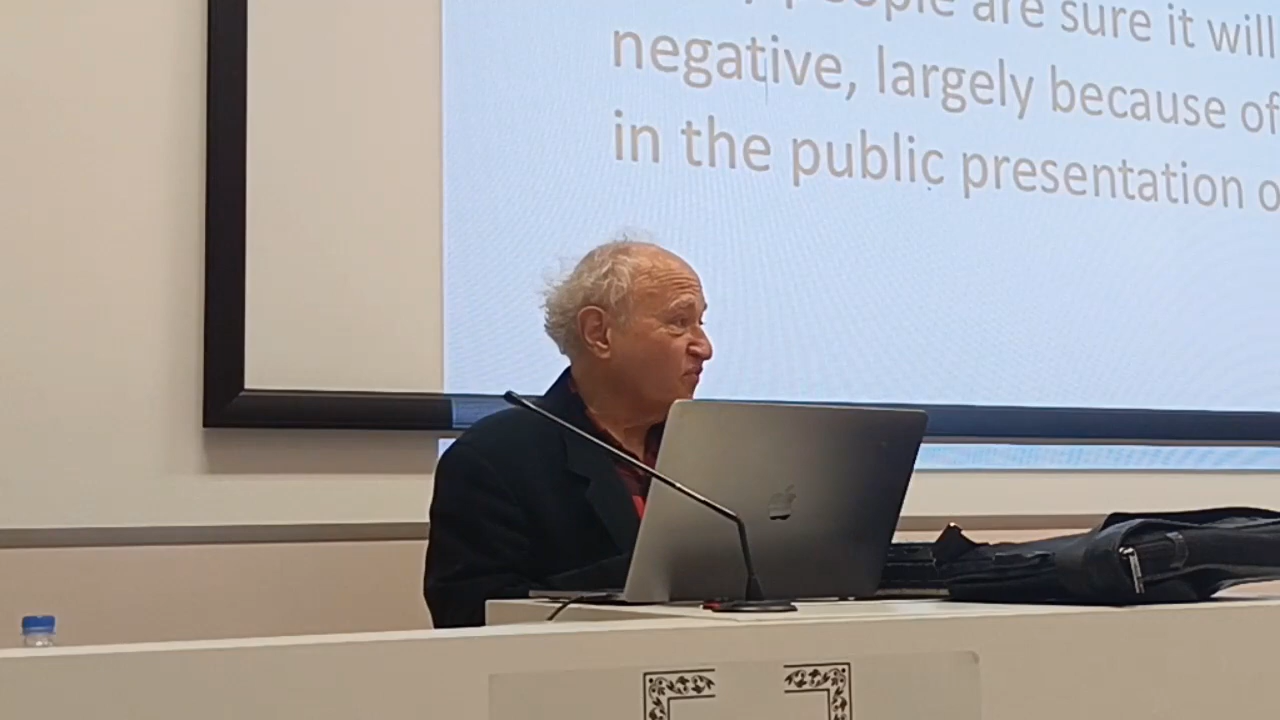 people are sure it will
negative, largely because of
in the public presentation